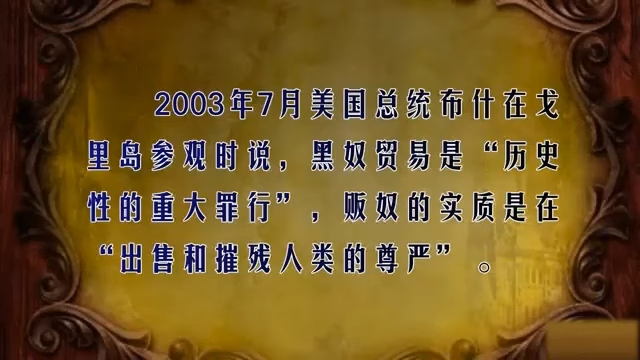 2003年7月美国总统布什在戈
里岛参观时说，黑奴贸易是“历史
性的重大罪行”，贩奴的实质是在
“出售和摧残人类的尊严”。